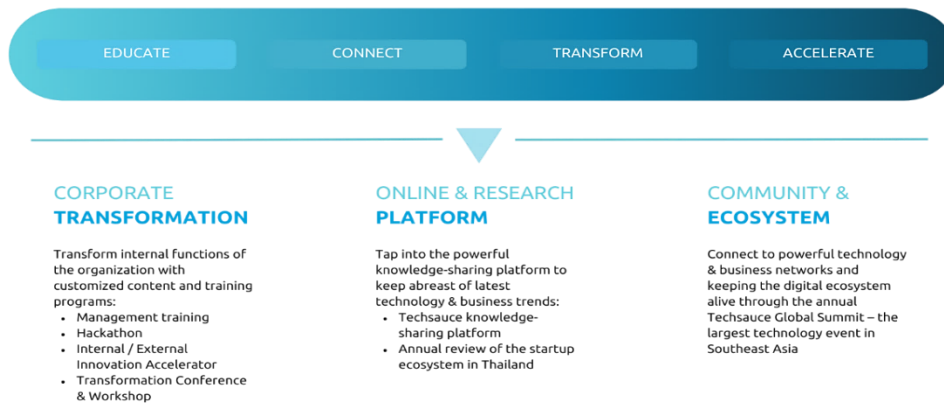 EDUCATE
CONNECT
TRANSFORM
ACCELERATE
CORPORATE
TRANSFORMATION
Transform internal functions of
the organization with
customized content and training
programs:
• Management training
• Hackathon
• Internal / External
Innovation Accelerator
• Transformation Conference
& Workshop
ONLINE & RESEARCH
PLATFORM
Tap into the powerful
knowledge-sharing platform to
keep abreast of latest
technology & business trends:
• Techsauce knowledge-
sharing platform
• Annual review of the startup
ecosystem in Thailand
COMMUNITY &
ECOSYSTEM
Connect to powerful technology
& business networks and
keeping the digital ecosystem
alive through the annual
Techsauce Global Summit – the
largest technology event in
Southeast Asia